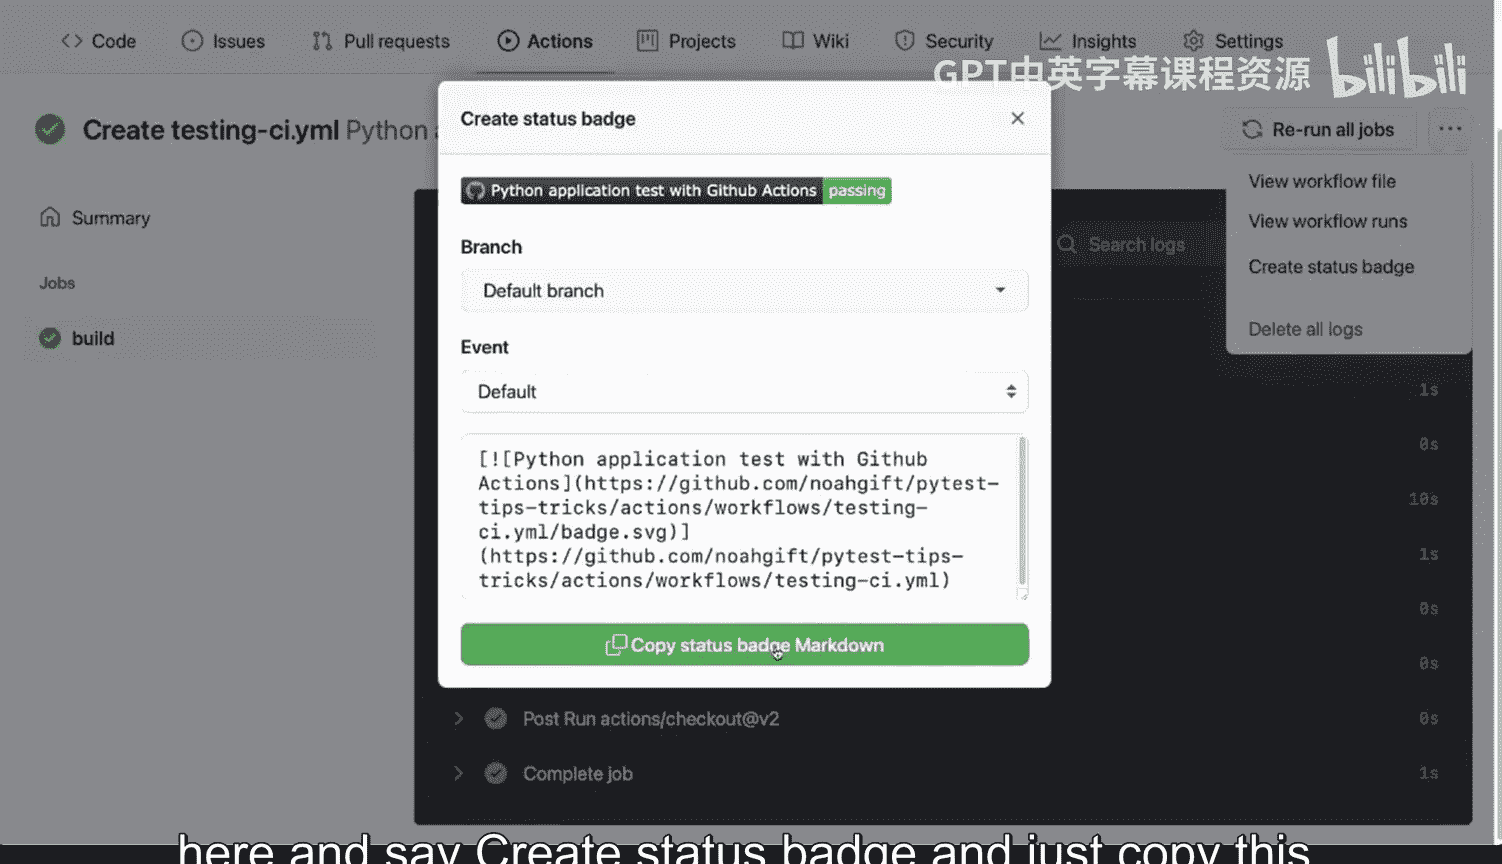 Code Issues Pull requests Actions Projects Wiki Security Insights Settings
GPT中英字幕课程资源 bilibili
Create status badge
Create testing-ci.yml Python
Re-run all jobs
Python application test with Github Actions passing
View workflow file
Summary
View workflow runs
Branch
Search logs
Create status badge
Default branch
Jobs
Delete all logs
build
Event
Default
1s
[![Python application test with Github
0s
Actions](https://github.com/noahgift/pytest-
10s
tips-tricks/actions/workflows/testing-
ci.yml/badge.svg)]
(https://github.com/noahgift/pytest-tips-
1s
tricks/actions/workflows/testing-ci.yml)
0s
Copy status badge Markdown
0s
Post Run actions/checkout@v2 0s
Complete job 1s
here and say Create status badge and just copy this